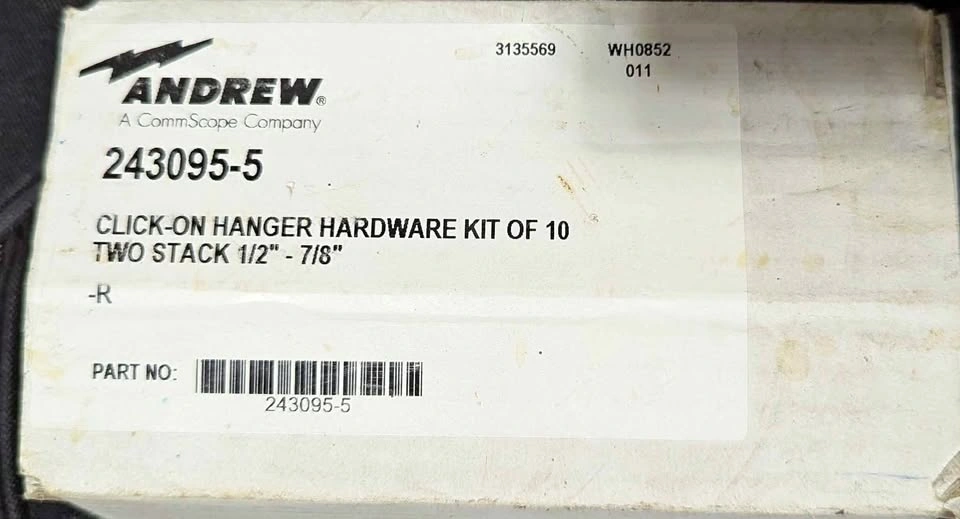 ANDREW®
A CommScope Company
3135569 WH0852
011
243095-5
CLICK-ON HANGER HARDWARE KIT OF 10
TWO STACK 1/2" - 7/8"
-R
PART NO:
243095-5